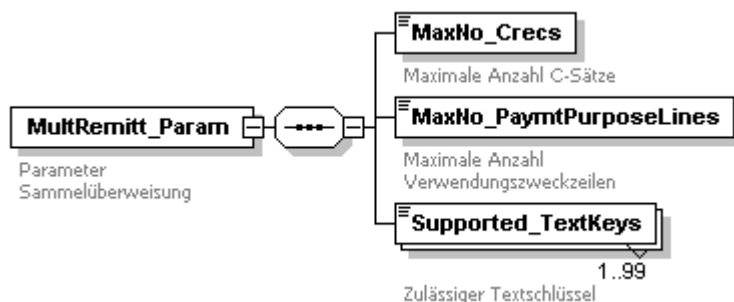 MaxNo_Crecs
Maximale Anzahl C-Sätze
MultRemitt_Param
Parameter
Sammelüberweisung
MaxNo_PaymtPurposeLines
Maximale Anzahl
Verwendungszweckzeilen
Supported_TextKeys
1..99
Zulässiger Textschlüssel